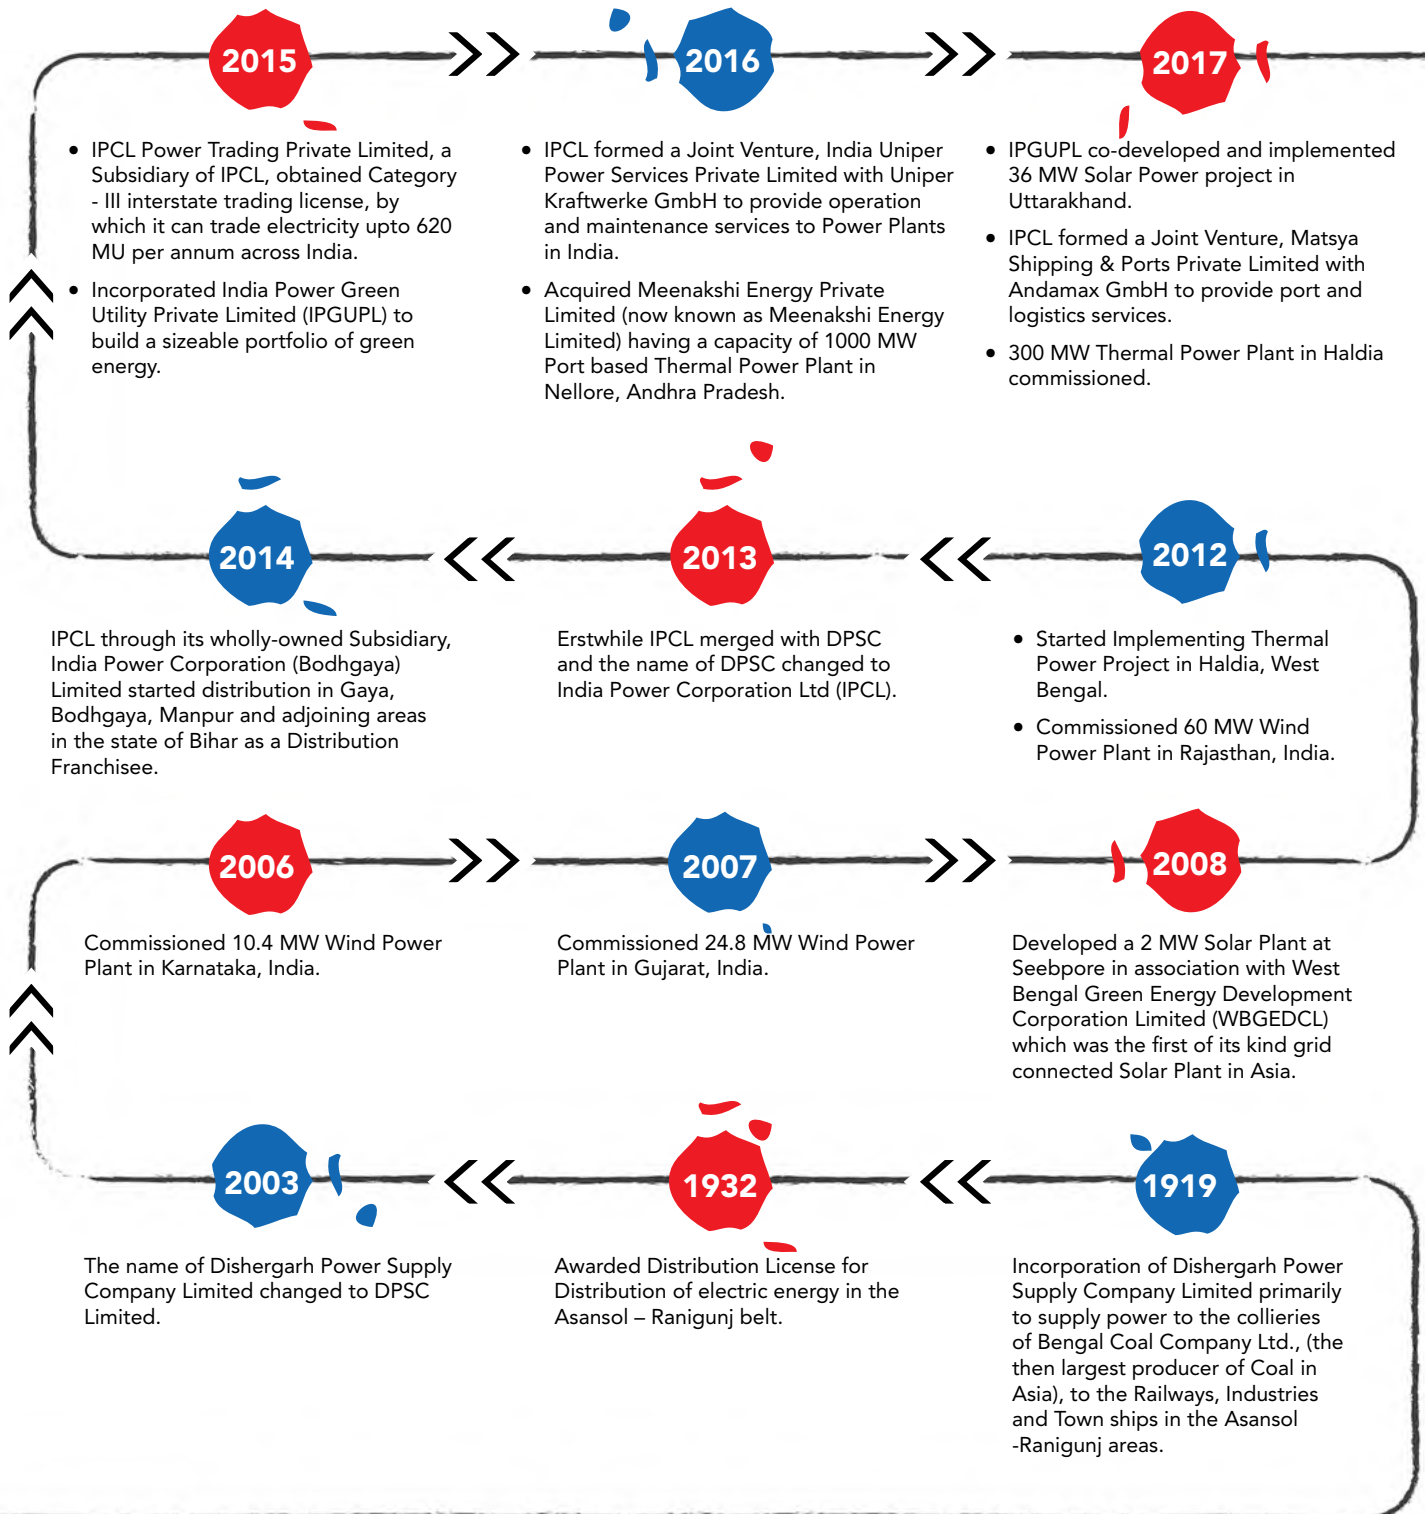 2015
• IPCL Power Trading Private Limited, a
Subsidiary of IPCL, obtained Category
- III interstate trading license, by
which it can trade electricity upto 620
MU per annum across India.
• Incorporated India Power Green
Utility Private Limited (IPGUPL) to
build a sizeable portfolio of green
energy.
2016
• IPCL formed a Joint Venture, India Uniper
Power Services Private Limited with Uniper
Kraftwerke GmbH to provide operation
and maintenance services to Power Plants
in India.
• Acquired Meenakshi Energy Private
Limited (now known as Meenakshi Energy
Limited) having a capacity of 1000 MW
Port based Thermal Power Plant in
Nellore, Andhra Pradesh.
2017
• IPGUPL co-developed and implemented
36 MW Solar Power project in
Uttarakhand.
• IPCL formed a Joint Venture, Matsya
Shipping & Ports Private Limited with
Andamax GmbH to provide port and
logistics services.
• 300 MW Thermal Power Plant in Haldia
commissioned.
2014
IPCL through its wholly-owned Subsidiary,
India Power Corporation (Bodhgaya)
Limited started distribution in Gaya,
Bodhgaya, Manpur and adjoining areas
in the state of Bihar as a Distribution
Franchisee.
2013
Erstwhile IPCL merged with DPSC
and the name of DPSC changed to
India Power Corporation Ltd (IPCL).
2012
• Started Implementing Thermal
Power Project in Haldia, West
Bengal.
• Commissioned 60 MW Wind
Power Plant in Rajasthan, India.
2006
Commissioned 10.4 MW Wind Power
Plant in Karnataka, India.
2007
Commissioned 24.8 MW Wind Power
Plant in Gujarat, India.
2008
Developed a 2 MW Solar Plant at
Seebpore in association with West
Bengal Green Energy Development
Corporation Limited (WBGEDCL)
which was the first of its kind grid
connected Solar Plant in Asia.
2003
The name of Dishergarh Power Supply
Company Limited changed to DPSC
Limited.
1932
Awarded Distribution License for
Distribution of electric energy in the
Asansol – Ranigunj belt.
1919
Incorporation of Dishergarh Power
Supply Company Limited primarily
to supply power to the collieries
of Bengal Coal Company Ltd., (the
then largest producer of Coal in
Asia), to the Railways, Industries
and Town ships in the Asansol
-Ranigunj areas.